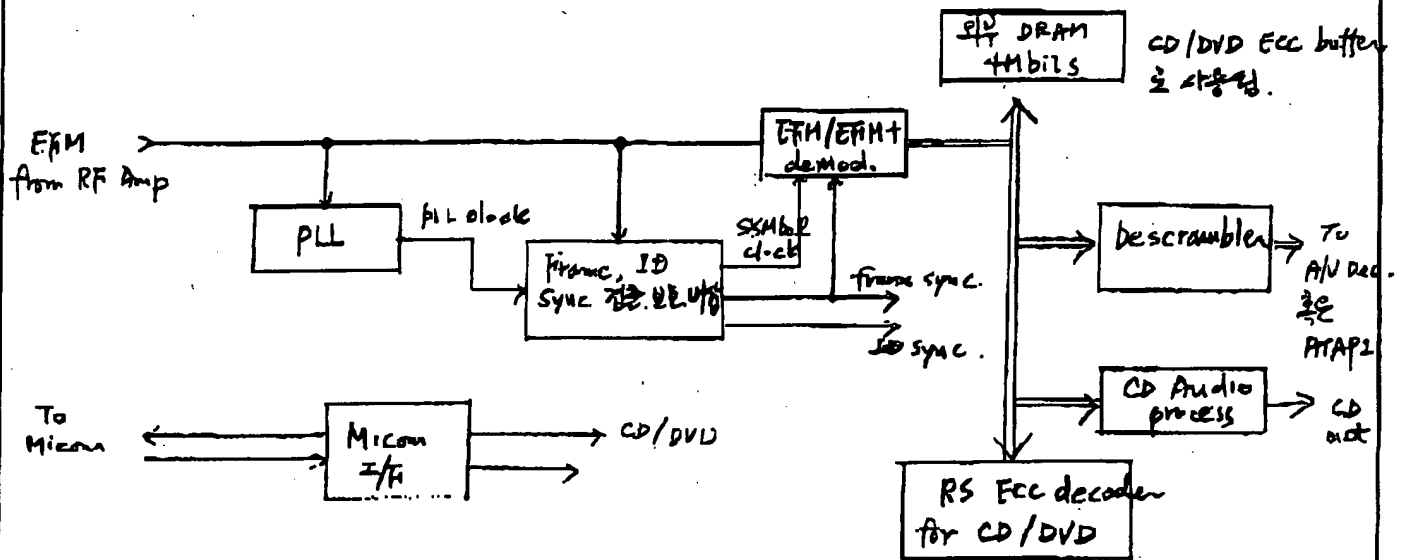 외부 DRAM
4Mbits
CD/DVD ECC buffer
로 사용됨.
EFM
from RF Amp
EFM/EFM+
demod.
PLL
PLL clock
Frame, ID
Sync 검출.보호.
Symbol
clock
frame sync.
ID sync.
Descrambler
To
A/V Dec.
혹은
ATAPI
CD Audio
process
CD
out
To
Micom
Micom
I/F
CD/DVD
RS Ecc decoder
for CD/DVD